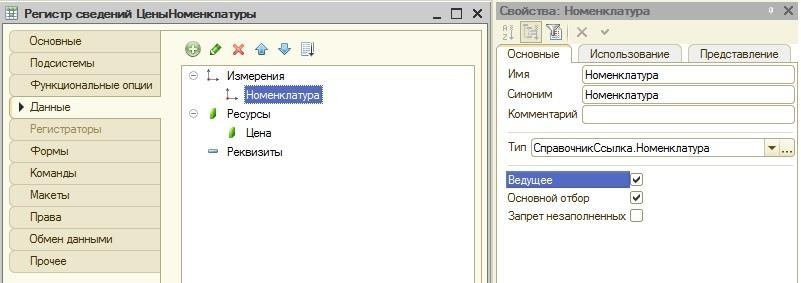 Регистр сведений ЦеныНоменклатуры
Основные
Подсистемы
Функциональные опции
Данные
Регистраторы
Формы
Команды
Макеты
Права
Обмен данными
Прочее
Измерения
Номенклатура
Ресурсы
Цена
Реквизиты
Свойства: Номенклатура
Основные Использование Представление
Имя Номенклатура
Синоним Номенклатура
Комментарий
Тип СправочникСсылка.Номенклатура ...
Ведущее
Основной отбор
Запрет незаполненных